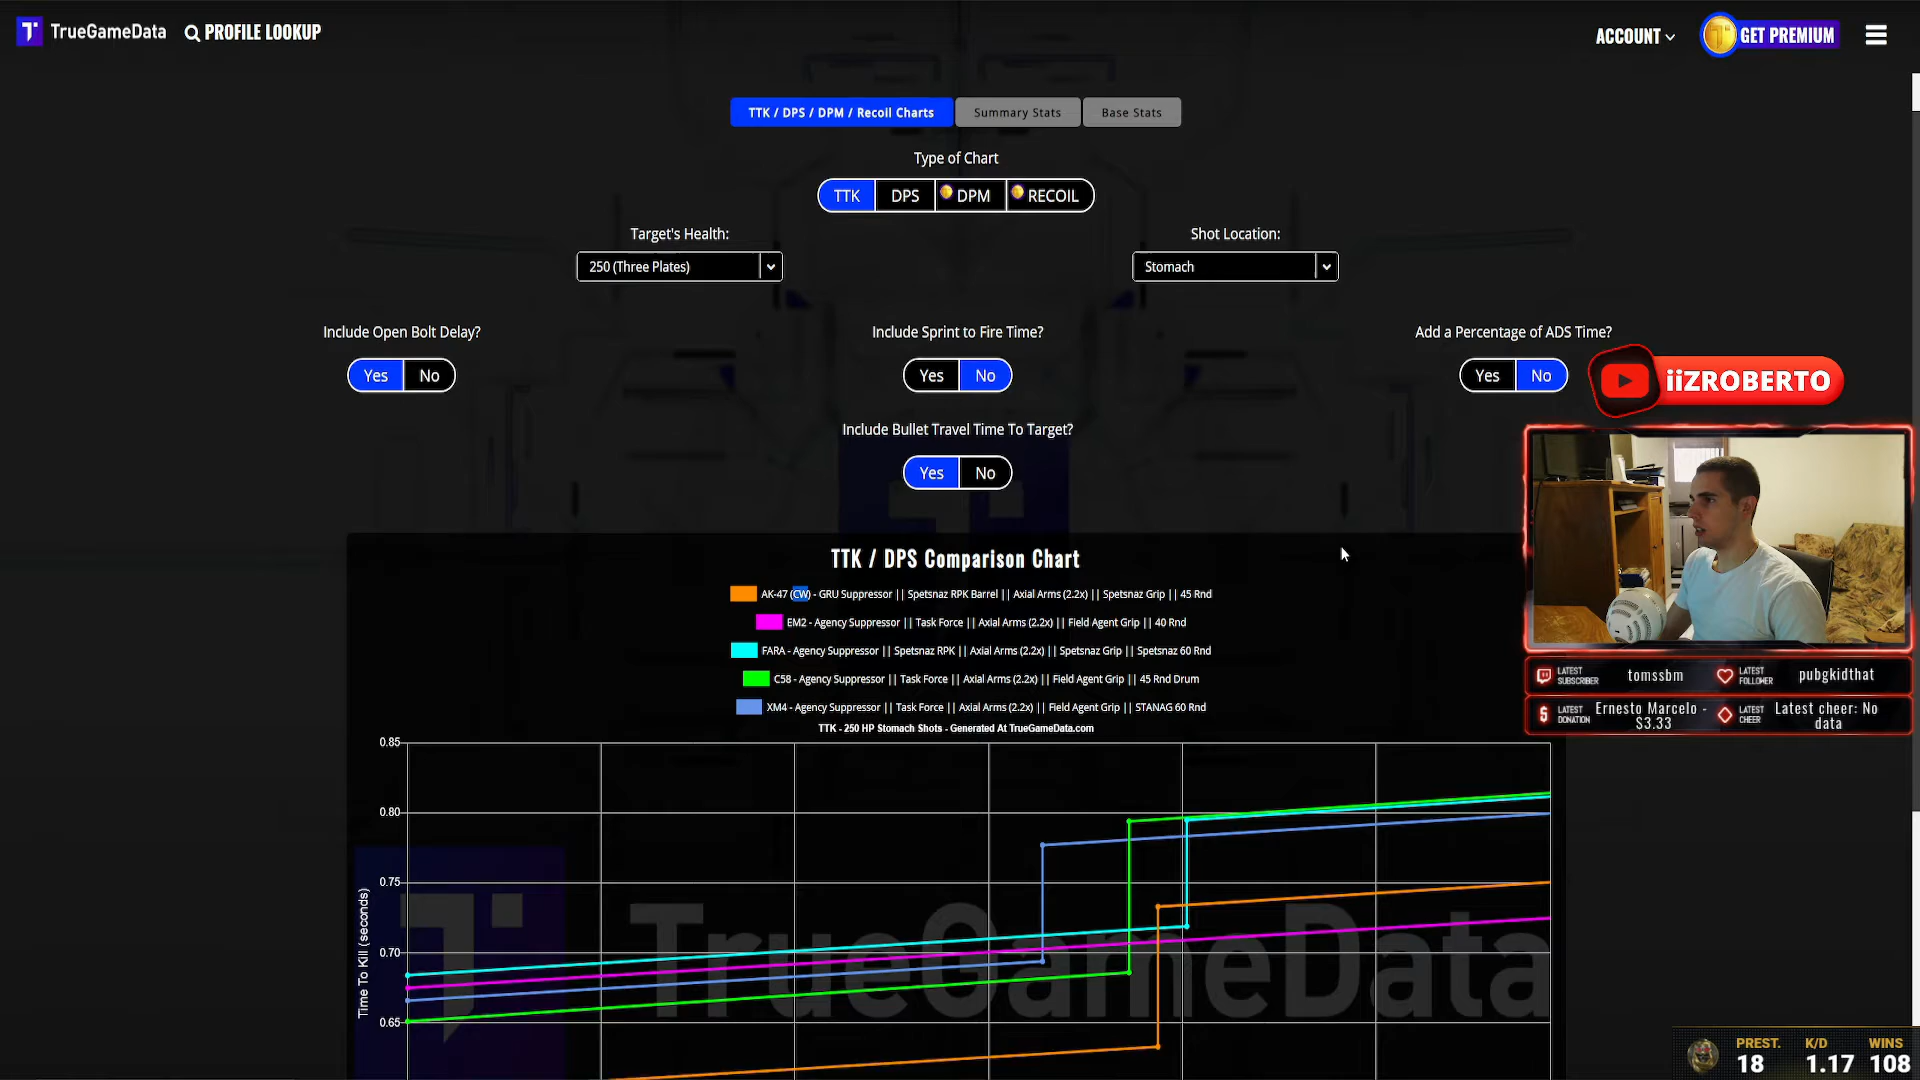 TrueGameData
PROFILE LOOKUP
ACCOUNT
GET PREMIUM
TTK / DPS / DPM / Recoil Charts
Summary Stats
Base Stats
Type of Chart
TTK
DPS
DPM
RECOIL
Target's Health:
Shot Location:
250 (Three Plates)
Stomach
Include Open Bolt Delay?
Include Sprint to Fire Time?
Add a Percentage of ADS Time?
Yes No
Yes No
Yes No
iiZROBERTO
Include Bullet Travel Time To Target?
Yes No
TTK / DPS Comparison Chart
AK-47 (CW) - GRU Suppressor || Spetsnaz RPK Barrel || Axial Arms (2.2x) || Spetsnaz Grip || 45 Rnd
EM2 - Agency Suppressor || Task Force || Axial Arms (2.2x) || Field Agent Grip || 40 Rnd
FARA - Agency Suppressor || Spetsnaz RPK || Axial Arms (2.2x) || Spetsnaz Grip || Spetsnaz 60 Rnd
C58 - Agency Suppressor || Task Force || Axial Arms (2.2x) || Field Agent Grip || 45 Rnd Drum
XM4 - Agency Suppressor || Task Force || Axial Arms (2.2x) || Field Agent Grip || STANAG 60 Rnd
TTK - 250 HP Stomach Shots - Generated At TrueGameData.com
LATEST SUBSCRIBER
tomssbm
LATEST FOLLOWER
pubgkidthat
LATEST DONATION
Ernesto Marcelo - $3.33
LATEST CHEER
Latest cheer: No data
0.85
0.80
0.75
0.70
0.65
Time To Kill (seconds)
TrueGameData
PREST.
18
K/D
1.17
WINS
108